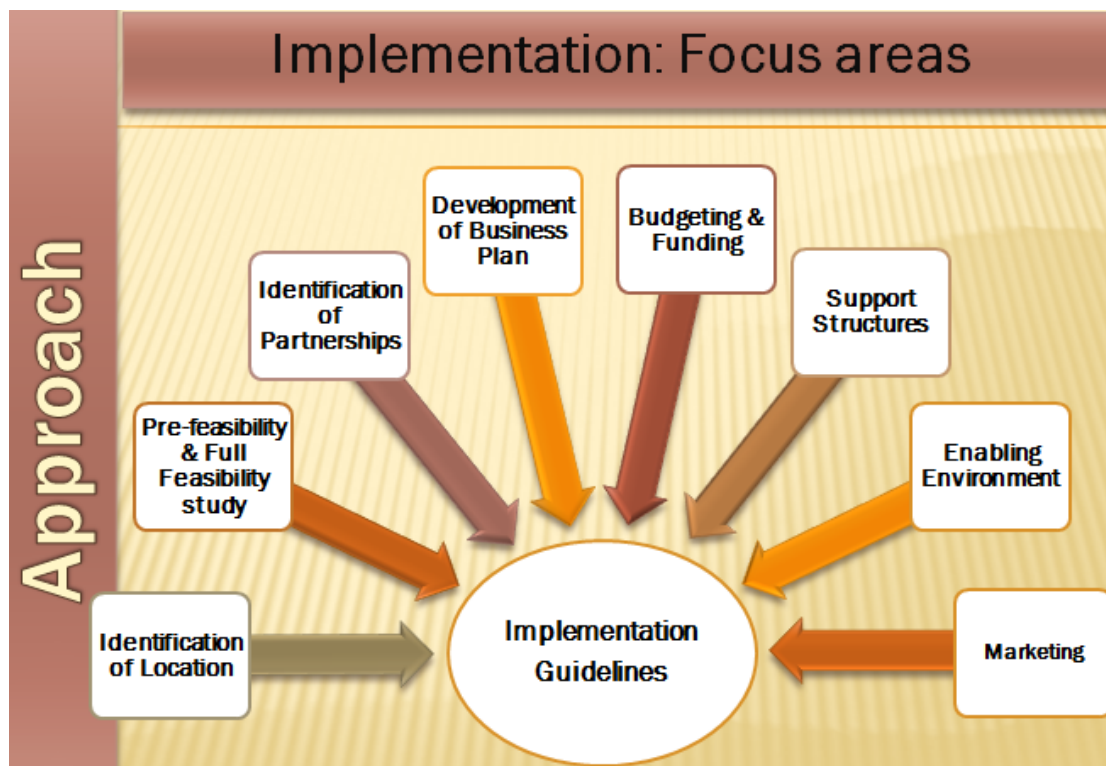 Implementation: Focus areas
Approach
Identification
of Location
Pre-feasibility
& Full
Feasibility
study
Identification
of
Partnerships
Development
of Business
Plan
Budgeting &
Funding
Support
Structures
Enabling
Environment
Marketing
Implementation
Guidelines